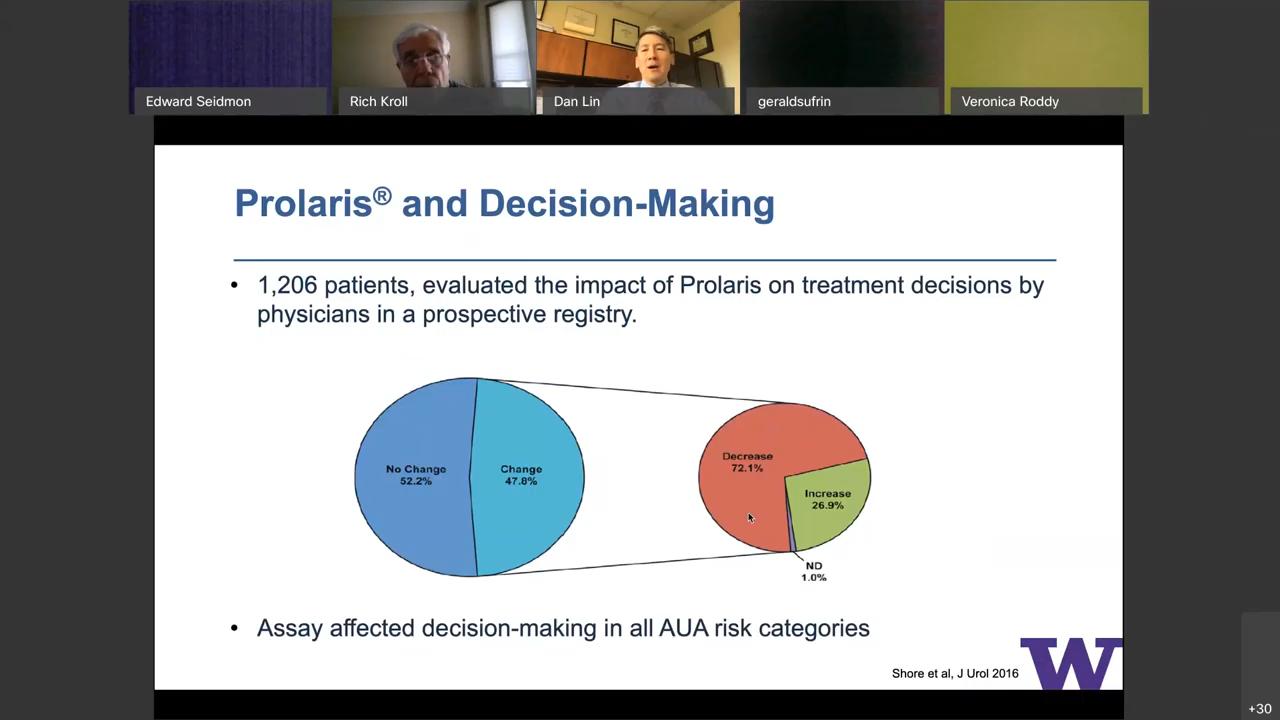 Edward Seidmon
Rich Kroll
Dan Lin
geraldsufrin
Veronica Roddy
Prolaris® and Decision-Making
• 1,206 patients, evaluated the impact of Prolaris on treatment decisions by
physicians in a prospective registry.
No Change
52.2%
Change
47.8%
Decrease
72.1%
Increase
26.9%
ND
1.0%
• Assay affected decision-making in all AUA risk categories
Shore et al, J Urol 2016
W
+30